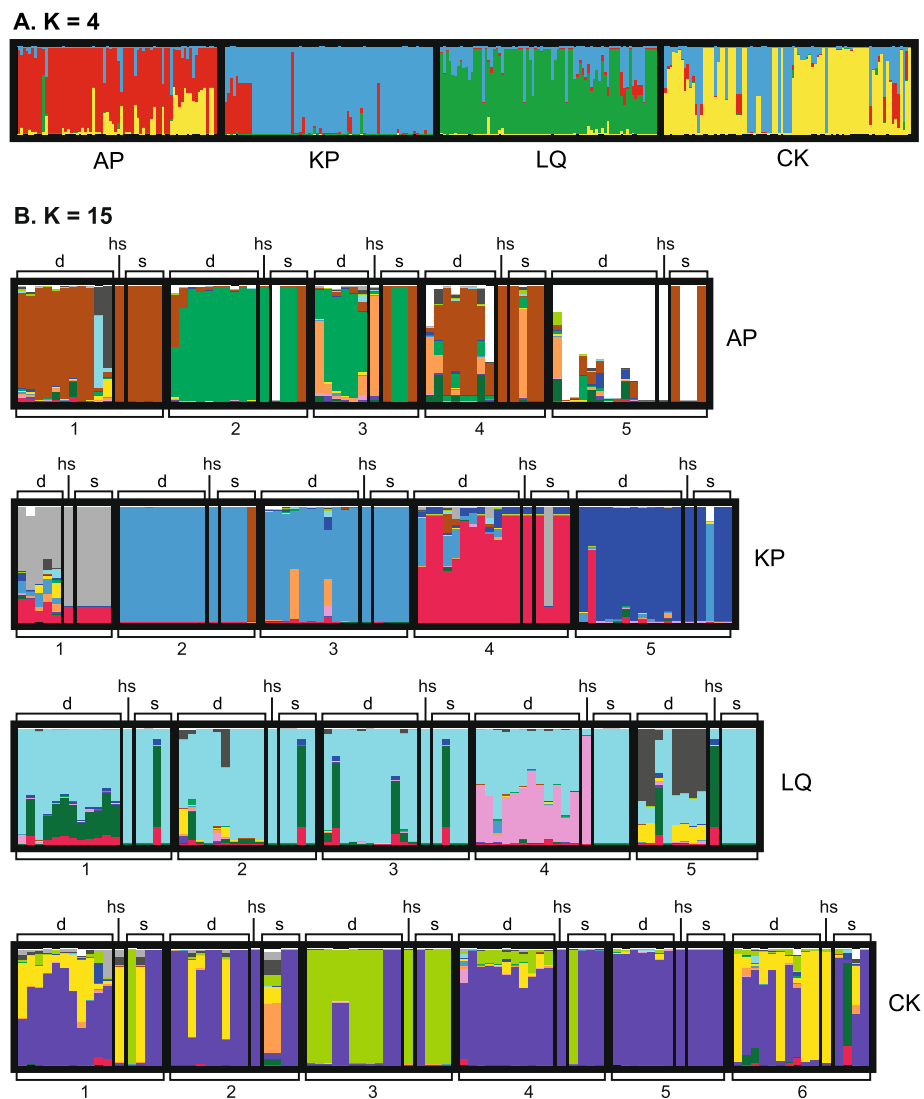 A. K = 4
AP KP LQ CK
B. K = 15
hs hs hs hs hs
d s d s d s d s d s
AP
1 2 3 4 5
hs hs hs hs hs
d s d s d s d s d s
KP
1 2 3 4 5
hs hs hs hs hs
d s d s d s d s d s
LQ
1 2 3 4 5
hs hs hs hs hs hs
d s d s d s d s d s d s
CK
1 2 3 4 5 6